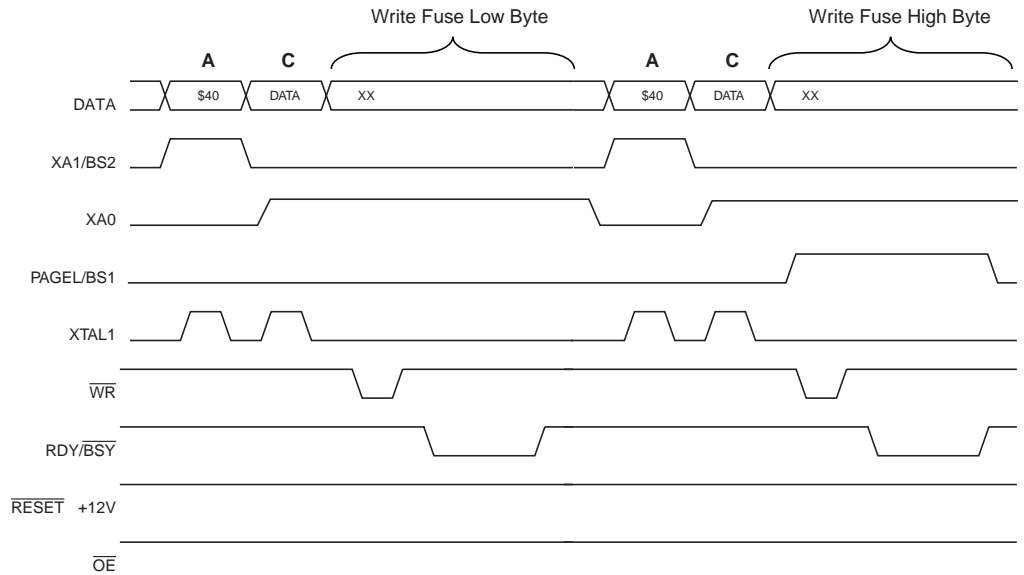 Write Fuse Low Byte Write Fuse High Byte
A C A C
DATA $40 DATA XX $40 DATA XX
XA1/BS2
XA0
PAGEL/BS1
XTAL1
WR
RDY/BSY
RESET +12V
OE